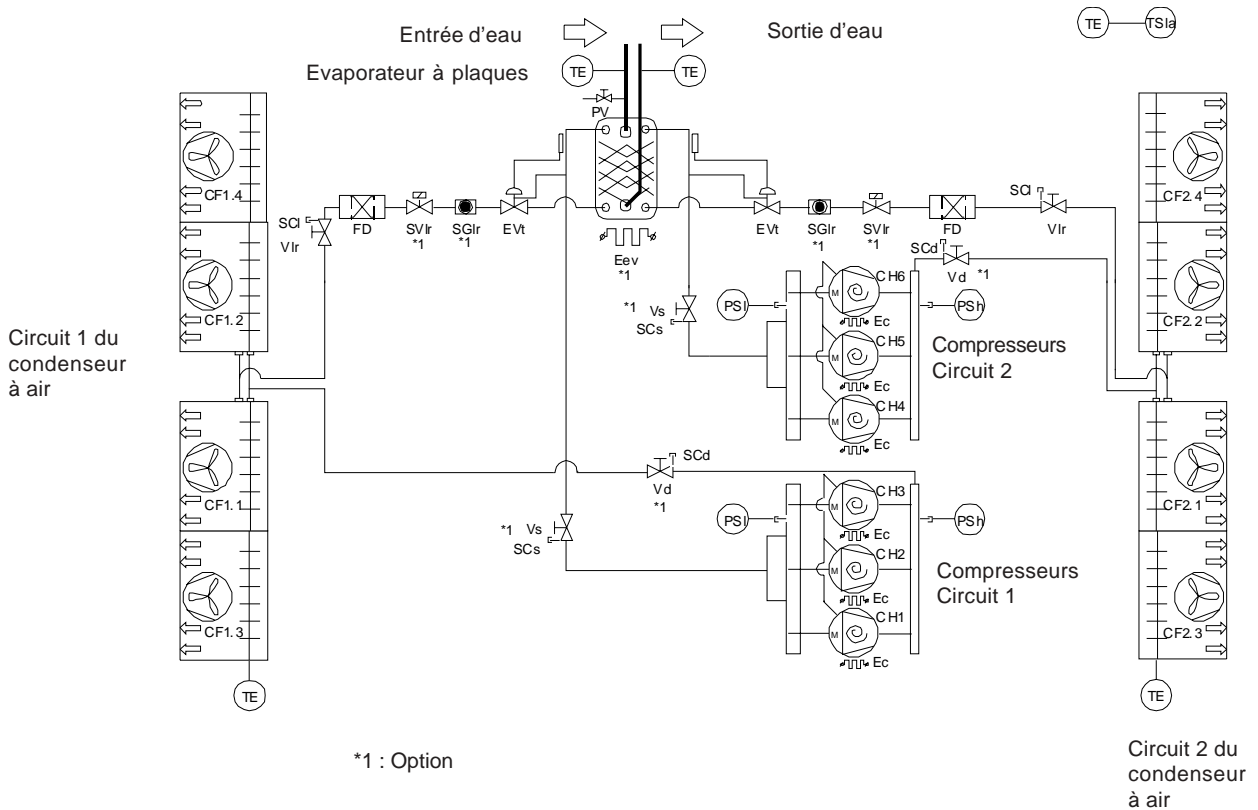 Entrée d'eau
Sortie d'eau
TE
TSla
Evaporateur à plaques
TE
TE
PV
CF1.4
CF2.4
SCl
Vlr
FD
SVlr
*1
SGlr
*1
EVt
Eev
*1
EVt
SGlr
*1
SVlr
*1
FD
SCl
Vlr
SCd
Vd
*1
CF1.2
CF2.2
Circuit 1 du
condenseur
à air
*1 Vs
SCs
PSl
M
CH6
Ec
M
CH5
Ec
M
CH4
Ec
PSh
Compresseurs
Circuit 2
CF1.1
CF2.1
SCd
Vd
*1
*1 Vs
SCs
PSl
M
CH3
Ec
M
CH2
Ec
M
CH1
Ec
PSh
Compresseurs
Circuit 1
CF1.3
CF2.3
TE
TE
*1 : Option
Circuit 2 du
condenseur
à air